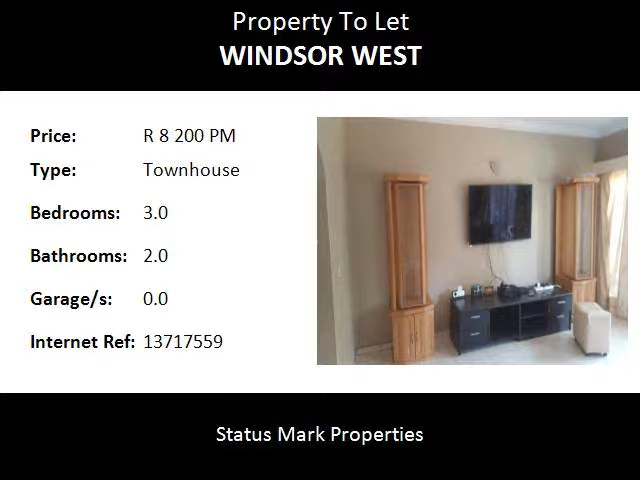 Property To Let
WINDSOR WEST
Price: R 8 200 PM
Type: Townhouse
Bedrooms: 3.0
Bathrooms: 2.0
Garage/s: 0.0
Internet Ref: 13717559
Status Mark Properties